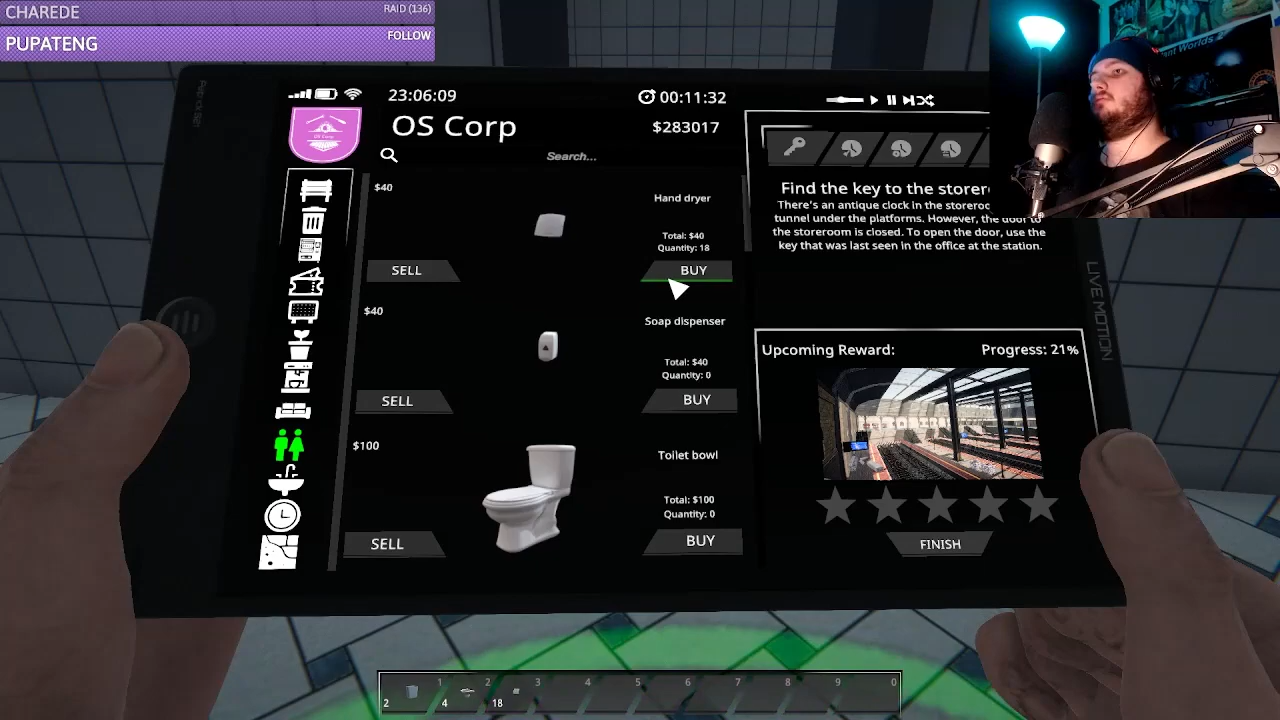 CHAREDE
RAID (136)
PUPATENG
FOLLOW
23:06:09
00:11:32
OS Corp
$283017
Search...
$40
Hand dryer
Total: $40
Quantity: 18
SELL
BUY
$40
Soap dispenser
Total: $40
Quantity: 0
SELL
BUY
$100
Toilet bowl
Total: $100
Quantity: 0
SELL
BUY
Find the key to the
There's an antique clock in the
tunnel under the platforms. However, the door to
the storeroom is closed. To open the door, use the
key that was last seen in the office at the station.
Upcoming Reward:
Progress: 21%
FINISH
LIVE MOTION
1 2 3 4 5 6 7 8 9 0
2 4 18